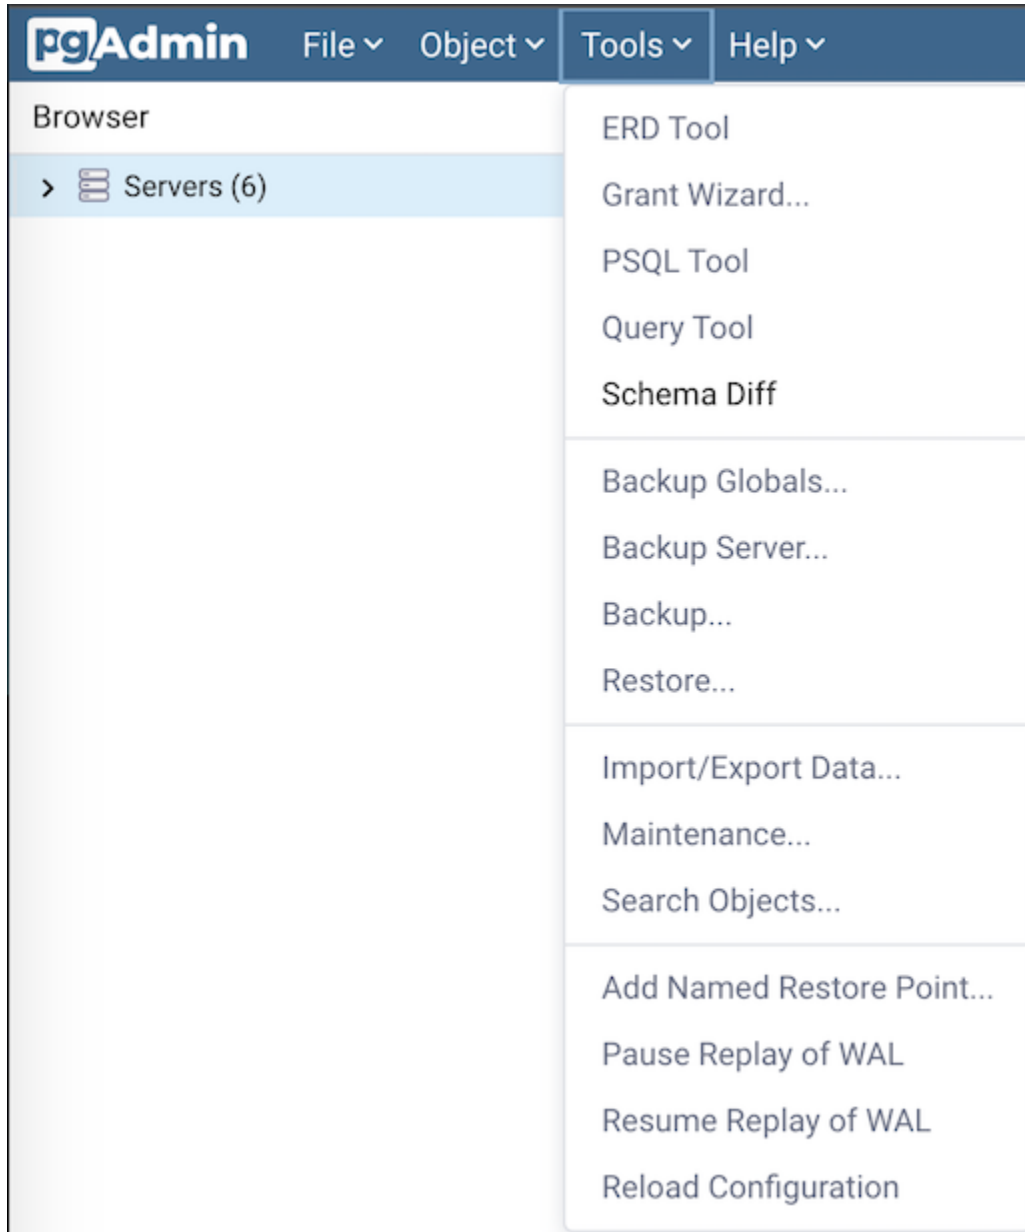 pgAdmin File Object Tools Help
Browser
Servers (6)
ERD Tool
Grant Wizard...
PSQL Tool
Query Tool
Schema Diff
Backup Globals...
Backup Server...
Backup...
Restore...
Import/Export Data...
Maintenance...
Search Objects...
Add Named Restore Point...
Pause Replay of WAL
Resume Replay of WAL
Reload Configuration